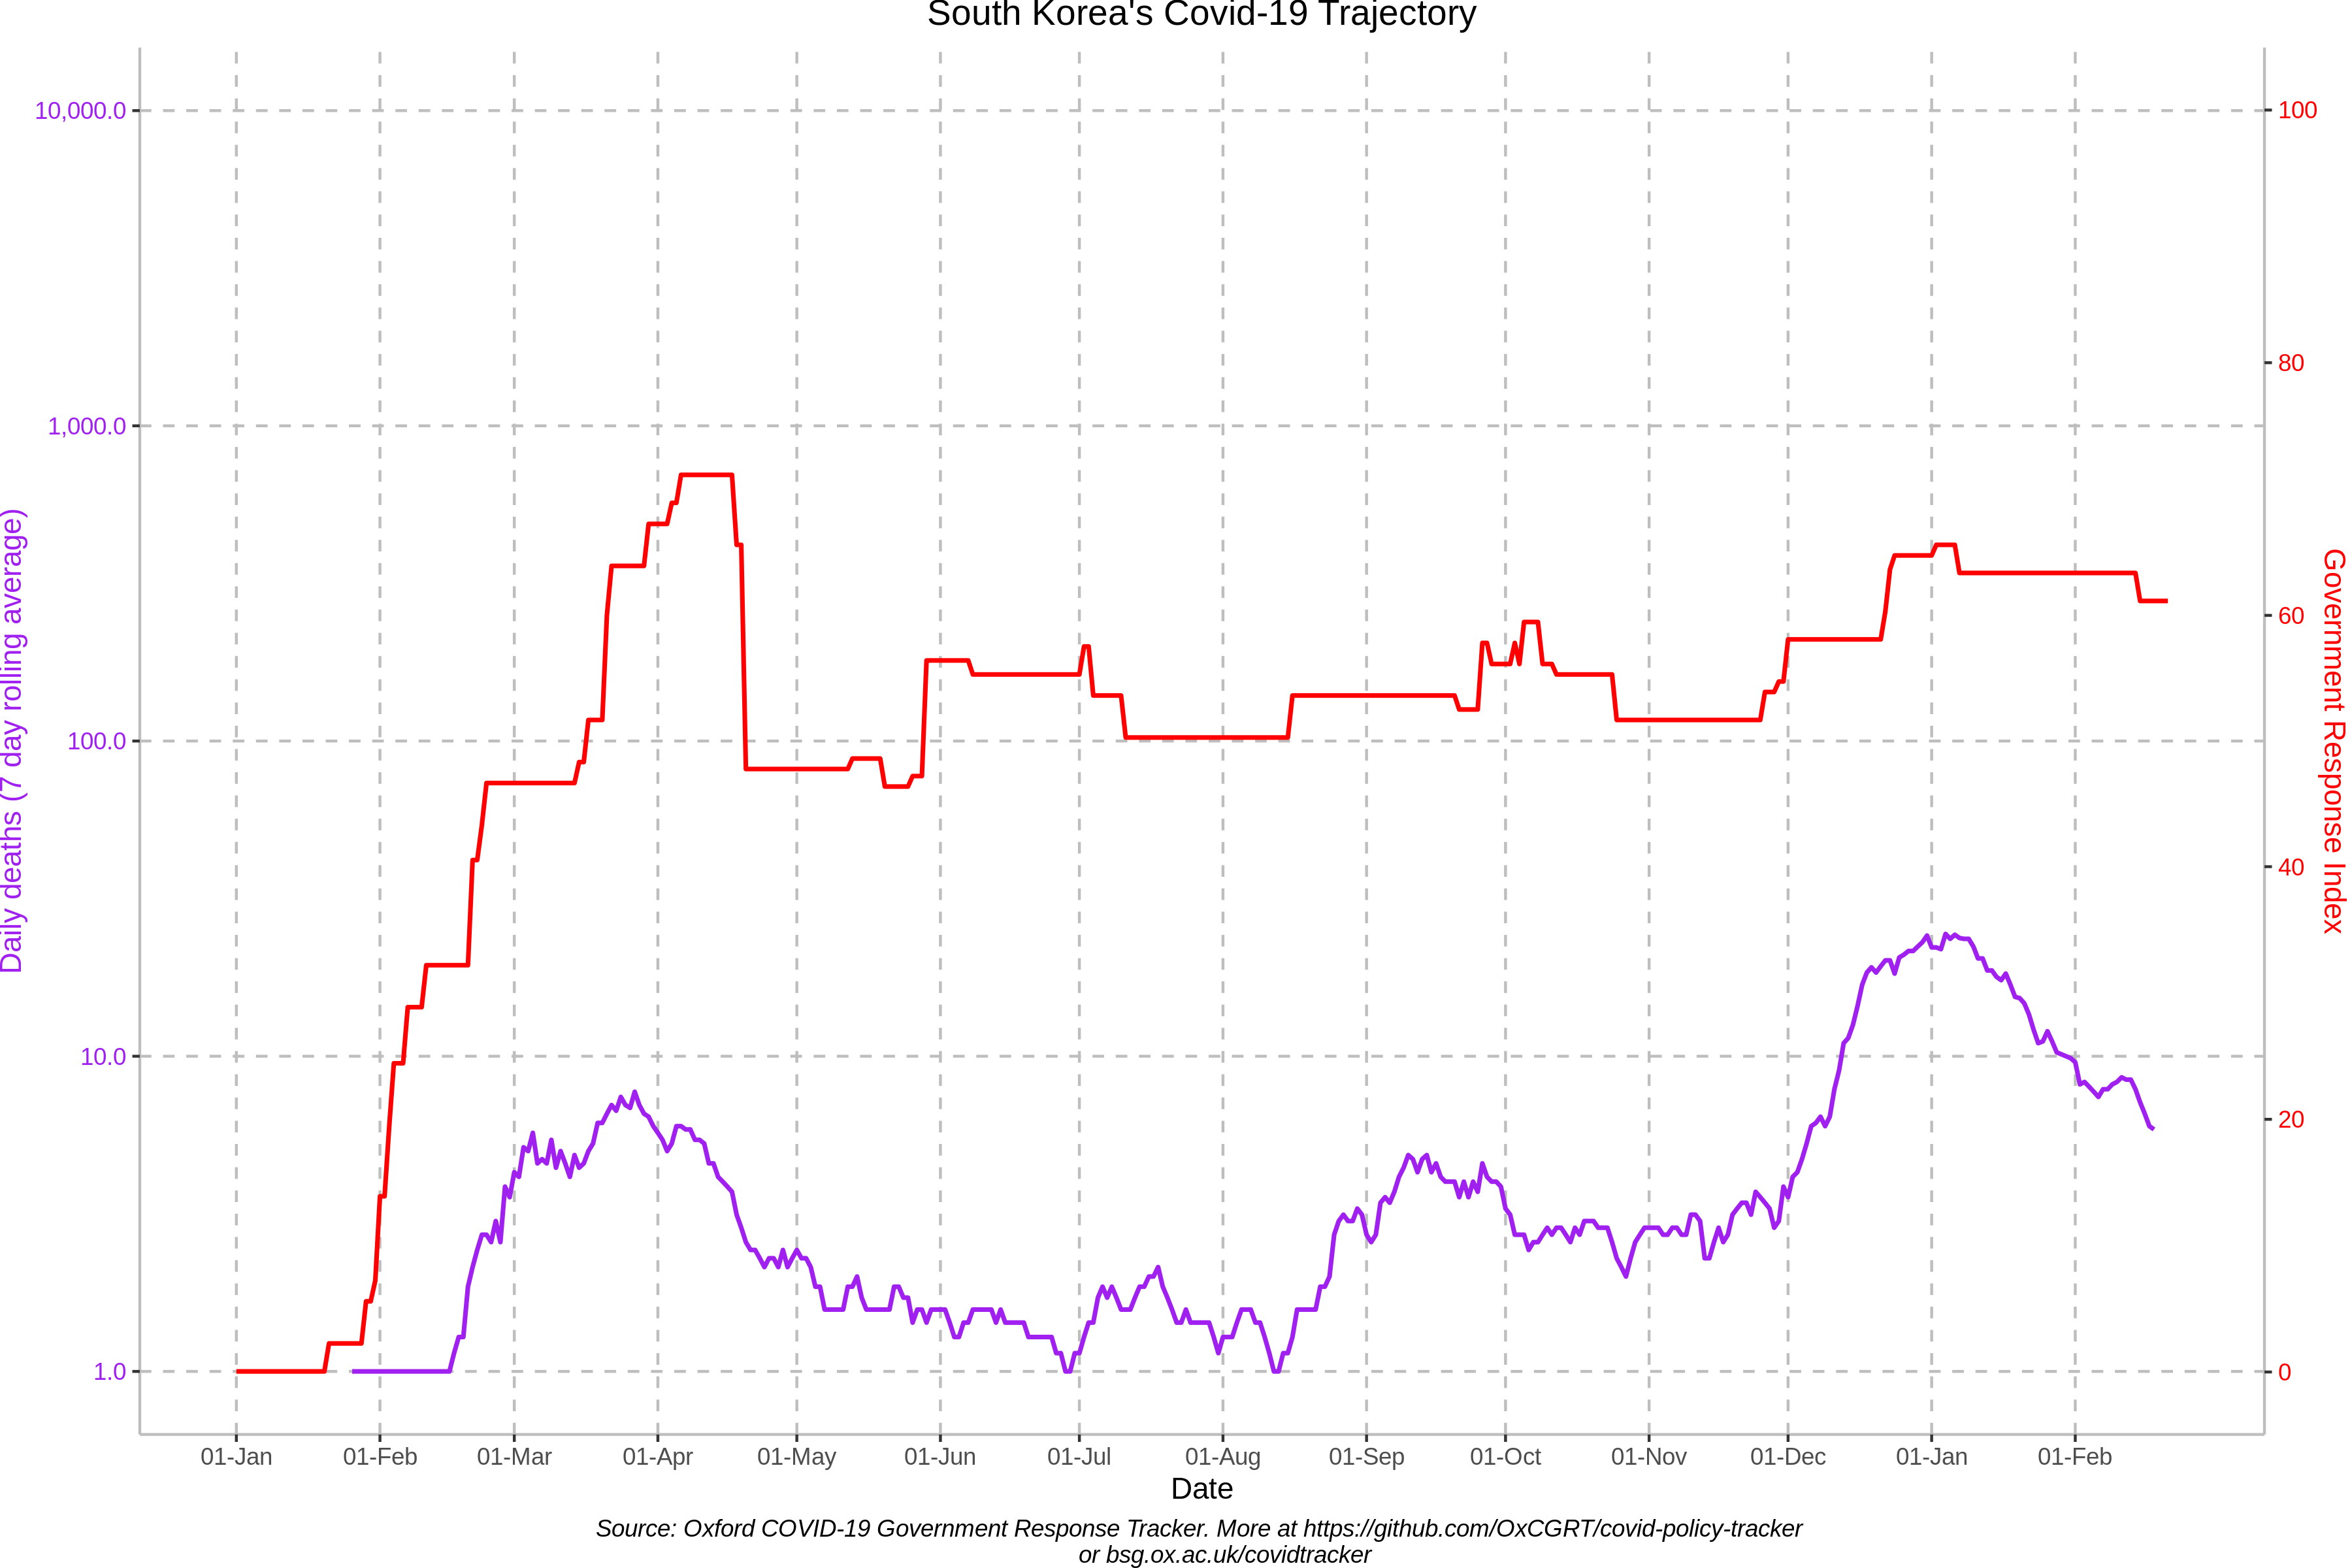 South Korea's Covid-19 Trajectory
10,000.0
1,000.0
100.0
10.0
1.0
Daily deaths (7 day rolling average)
100
80
60
40
20
0
Government Response Index
01-Jan 01-Feb 01-Mar 01-Apr 01-May 01-Jun 01-Jul 01-Aug 01-Sep 01-Oct 01-Nov 01-Dec 01-Jan 01-Feb
Date
Source: Oxford COVID-19 Government Response Tracker. More at https://github.com/OxCGRT/covid-policy-tracker
or bsg.ox.ac.uk/covidtracker